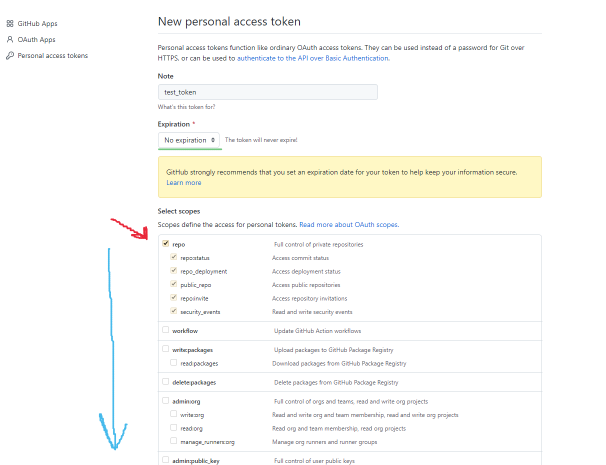 GitHub Apps
OAuth Apps
Personal access tokens
New personal access token
Personal access tokens function like ordinary OAuth access tokens. They can be used instead of a password for Git over
HTTPS, or can be used to authenticate to the API over Basic Authentication.
Note
test_token
What's this token for?
Expiration *
No expiration The token will never expire!
GitHub strongly recommends that you set an expiration date for your token to help keep your information secure.
Learn more
Select scopes
Scopes define the access for personal tokens. Read more about OAuth scopes.
repo Full control of private repositories
repo:status Access commit status
repo_deployment Access deployment status
public_repo Access public repositories
repo:invite Access repository invitations
security_events Read and write security events
workflow Update GitHub Action workflows
write:packages Upload packages to GitHub Package Registry
read:packages Download packages from GitHub Package Registry
delete:packages Delete packages from GitHub Package Registry
admin:org Full control of orgs and teams, read and write org projects
write:org Read and write org and team membership, read and write org projects
read:org Read org and team membership, read org projects
manage_runners:org Manage org runners and runner groups
admin:public_key Full control of user public keys